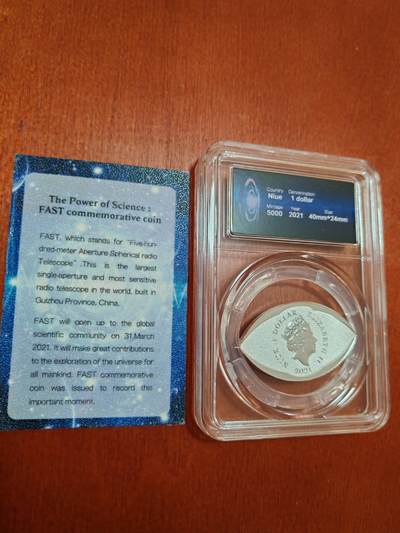 The Power of Science :
FAST commemorative coin
FAST, which stands for "Five-hun-
dred-meter Aperture Spherical radio
Telescope" .This is the largest
single-aperture and most sensitive
radio telescope in the world, built in
Guizhou Province, China.
FAST will open up to the global
scientific community on 31,March
2021. It will make great contributions
to the exploration of the universe for
all mankind. FAST commemorative
coin was issued to record this
important moment.
Country Denomination
Niue 1 dollar
Mintage Year Size
5000 2021 40mm*24mm
NIUE 1 DOLLAR ELIZABETH II 2021